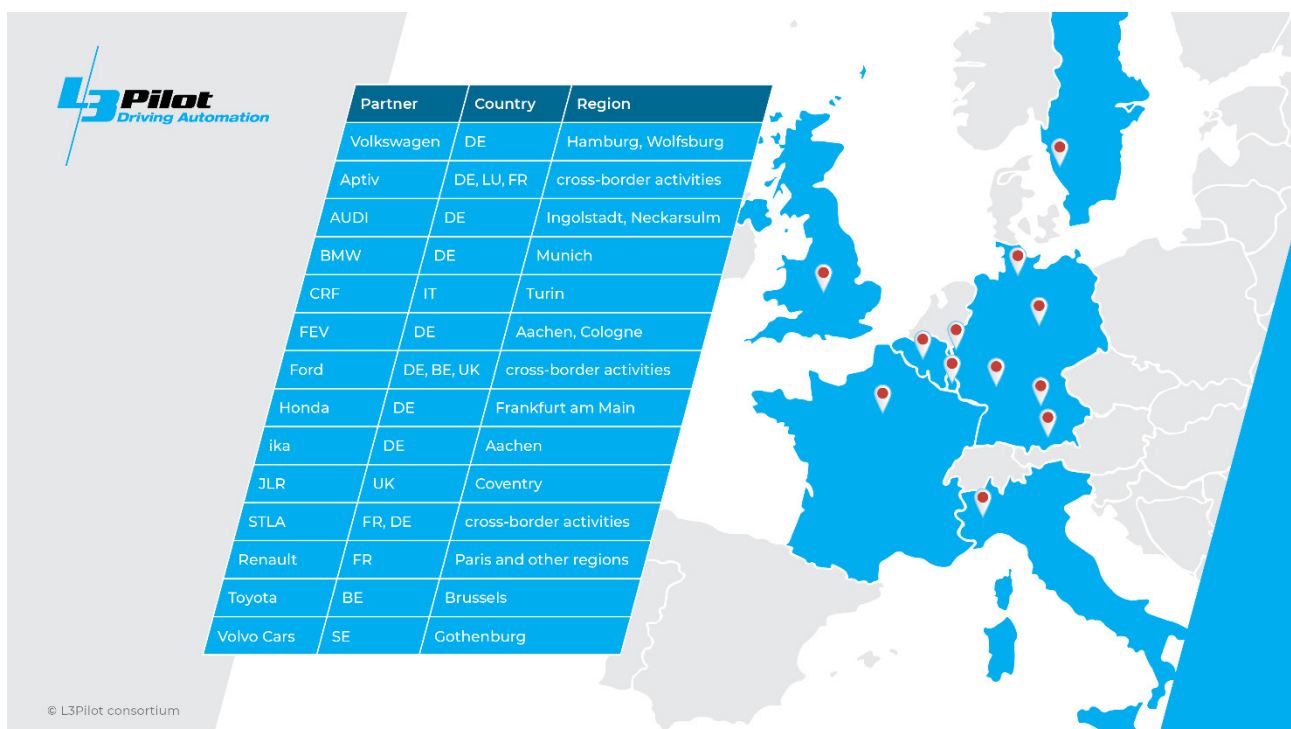 L3Pilot
Driving Automation
Partner Country Region
Volkswagen DE Hamburg, Wolfsburg
Aptiv DE, LU, FR cross-border activities
AUDI DE Ingolstadt, Neckarsulm
BMW DE Munich
CRF IT Turin
FEV DE Aachen, Cologne
Ford DE, BE, UK cross-border activities
Honda DE Frankfurt am Main
ika DE Aachen
JLR UK Coventry
STLA FR, DE cross-border activities
Renault FR Paris and other regions
Toyota BE Brussels
Volvo Cars SE Gothenburg
© L3Pilot consortium